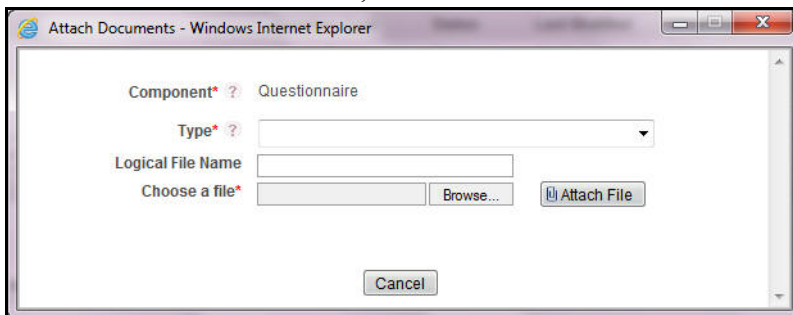 Attach Documents - Windows Internet Explorer
Component* ? Questionnaire
Type* ?
Logical File Name
Choose a file* Browse... Attach File
Cancel